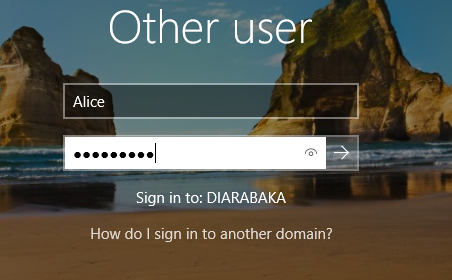 Other user
Alice
●●●●●●●●●
Sign in to: DIARABAKA
How do I sign in to another domain?